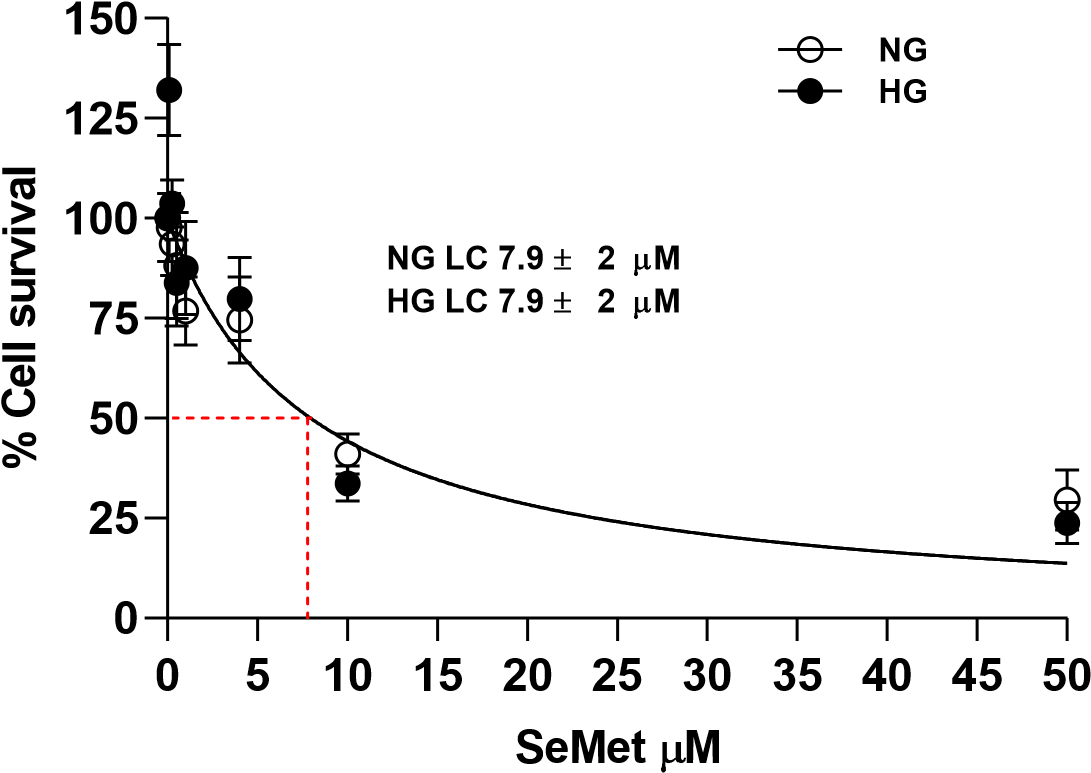 150
125
100
75
50
25
0
% Cell survival
NG
HG
NG LC 7.9 ± 2 μM
HG LC 7.9 ± 2 μM
0 5 10 15 20 25 30 35 40 45 50
SeMet μM